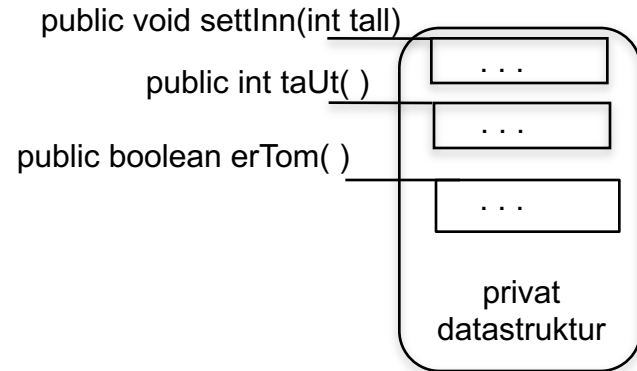 public void settInn(int tall)
. . .
public int taUt( )
. . .
public boolean erTom( )
. . .
privat
datastruktur